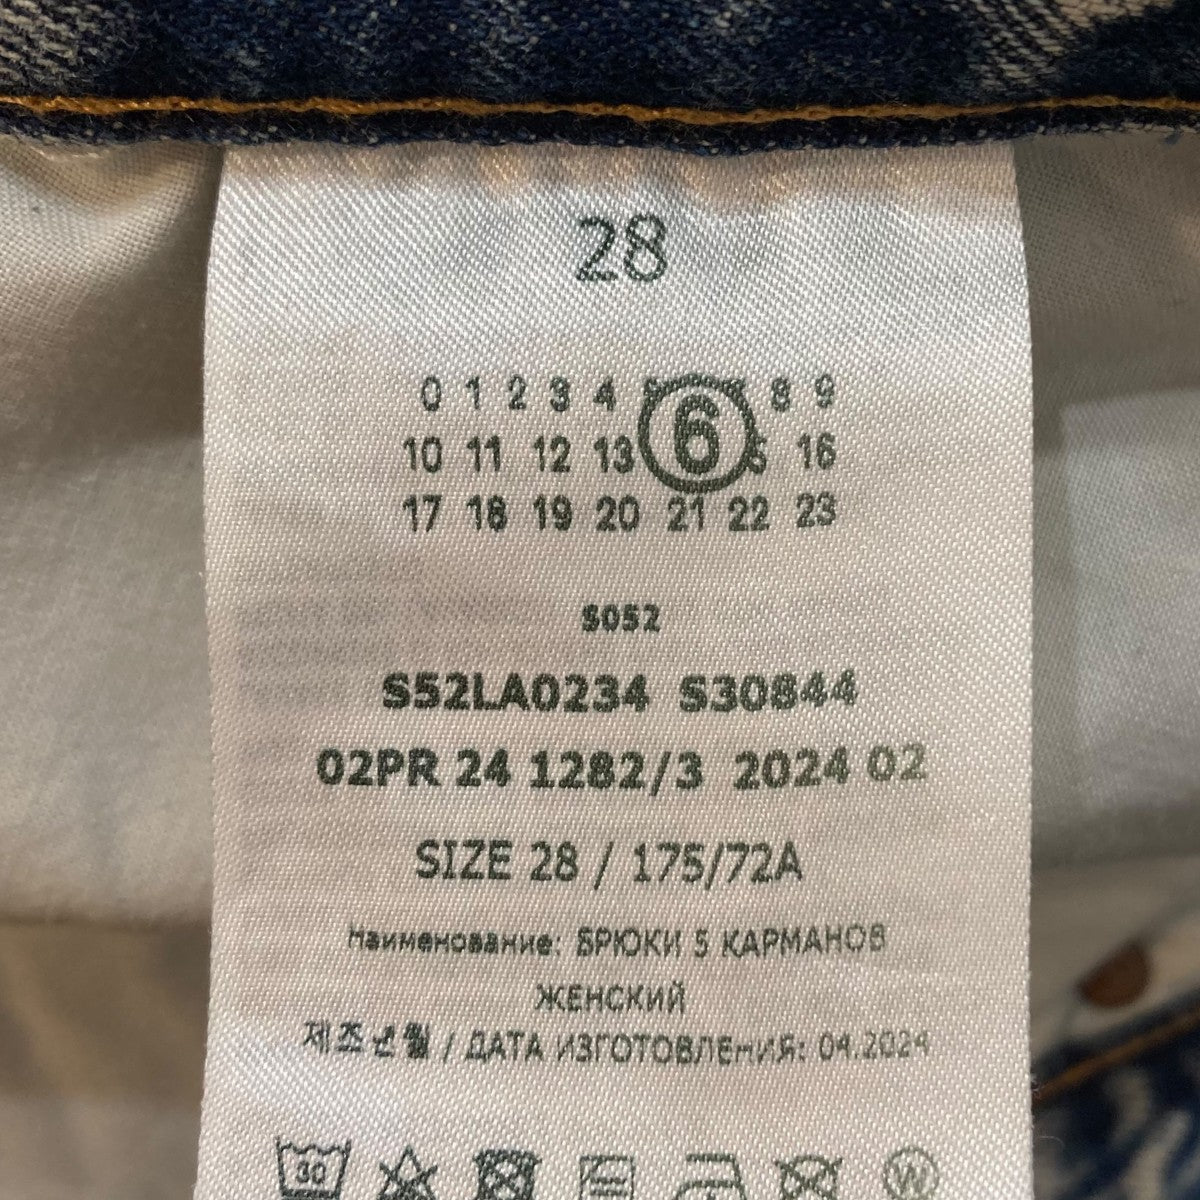 28
0 1 2 3 4 6 8 9
10 11 12 13 16
17 18 19 20 21 22 23
S052
S52LA0234 S30844
02PR 24 1282/3 2024 02
SIZE 28 / 175/72A
Наименование: БРЮКИ 5 КАРМАНОВ
ЖЕНСКИЙ
제조년월 / ДАТА ИЗГОТОВЛЕНИЯ: 04.2024
30 W